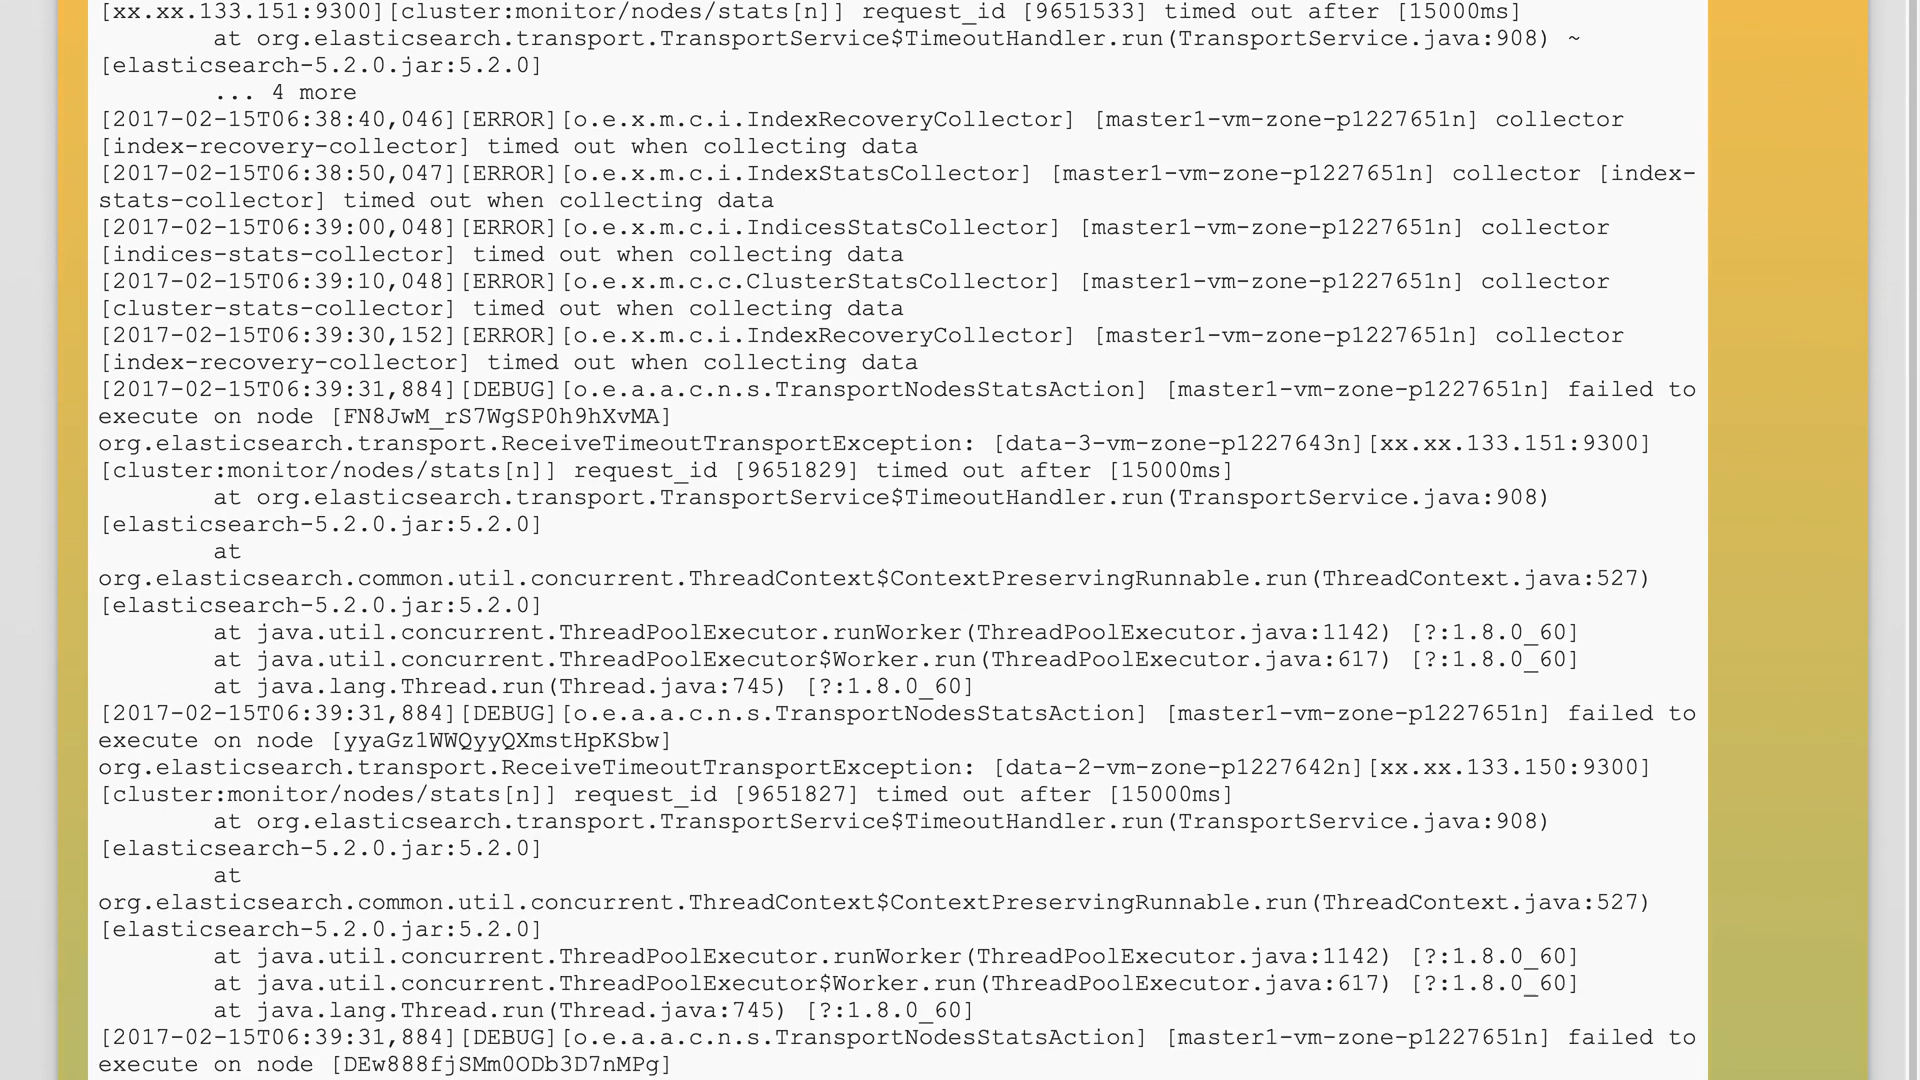 [xx.xx.133.151:9300][cluster:monitor/nodes/stats[n]] request_id [9651533] timed out after [15000ms]
at org.elasticsearch.transport.TransportService$TimeoutHandler.run(TransportService.java:908) ~
[elasticsearch-5.2.0.jar:5.2.0]
... 4 more
[2017-02-15T06:38:40,046][ERROR][o.e.x.m.c.i.IndexRecoveryCollector] [master1-vm-zone-p1227651n] collector
[index-recovery-collector] timed out when collecting data
[2017-02-15T06:38:50,047][ERROR][o.e.x.m.c.i.IndexStatsCollector] [master1-vm-zone-p1227651n] collector [index-
stats-collector] timed out when collecting data
[2017-02-15T06:39:00,048][ERROR][o.e.x.m.c.i.IndicesStatsCollector] [master1-vm-zone-p1227651n] collector
[indices-stats-collector] timed out when collecting data
[2017-02-15T06:39:10,048][ERROR][o.e.x.m.c.c.ClusterStatsCollector] [master1-vm-zone-p1227651n] collector
[cluster-stats-collector] timed out when collecting data
[2017-02-15T06:39:30,152][ERROR][o.e.x.m.c.i.IndexRecoveryCollector] [master1-vm-zone-p1227651n] collector
[index-recovery-collector] timed out when collecting data
[2017-02-15T06:39:31,884][DEBUG][o.e.a.a.c.n.s.TransportNodesStatsAction] [master1-vm-zone-p1227651n] failed to
execute on node [FN8JwM_rS7WgSP0h9hXvMA]
org.elasticsearch.transport.ReceiveTimeoutTransportException: [data-3-vm-zone-p1227643n][xx.xx.133.151:9300]
[cluster:monitor/nodes/stats[n]] request_id [9651829] timed out after [15000ms]
at org.elasticsearch.transport.TransportService$TimeoutHandler.run(TransportService.java:908)
[elasticsearch-5.2.0.jar:5.2.0]
at
org.elasticsearch.common.util.concurrent.ThreadContext$ContextPreservingRunnable.run(ThreadContext.java:527)
[elasticsearch-5.2.0.jar:5.2.0]
at java.util.concurrent.ThreadPoolExecutor.runWorker(ThreadPoolExecutor.java:1142) [?:1.8.0_60]
at java.util.concurrent.ThreadPoolExecutor$Worker.run(ThreadPoolExecutor.java:617) [?:1.8.0_60]
at java.lang.Thread.run(Thread.java:745) [?:1.8.0_60]
[2017-02-15T06:39:31,884][DEBUG][o.e.a.a.c.n.s.TransportNodesStatsAction] [master1-vm-zone-p1227651n] failed to
execute on node [yyaGz1WWQyyQXmstHpKSbw]
org.elasticsearch.transport.ReceiveTimeoutTransportException: [data-2-vm-zone-p1227642n][xx.xx.133.150:9300]
[cluster:monitor/nodes/stats[n]] request_id [9651827] timed out after [15000ms]
at org.elasticsearch.transport.TransportService$TimeoutHandler.run(TransportService.java:908)
[elasticsearch-5.2.0.jar:5.2.0]
at
org.elasticsearch.common.util.concurrent.ThreadContext$ContextPreservingRunnable.run(ThreadContext.java:527)
[elasticsearch-5.2.0.jar:5.2.0]
at java.util.concurrent.ThreadPoolExecutor.runWorker(ThreadPoolExecutor.java:1142) [?:1.8.0_60]
at java.util.concurrent.ThreadPoolExecutor$Worker.run(ThreadPoolExecutor.java:617) [?:1.8.0_60]
at java.lang.Thread.run(Thread.java:745) [?:1.8.0_60]
[2017-02-15T06:39:31,884][DEBUG][o.e.a.a.c.n.s.TransportNodesStatsAction] [master1-vm-zone-p1227651n] failed to
execute on node [DEw888fjSMm0ODb3D7nMPg]